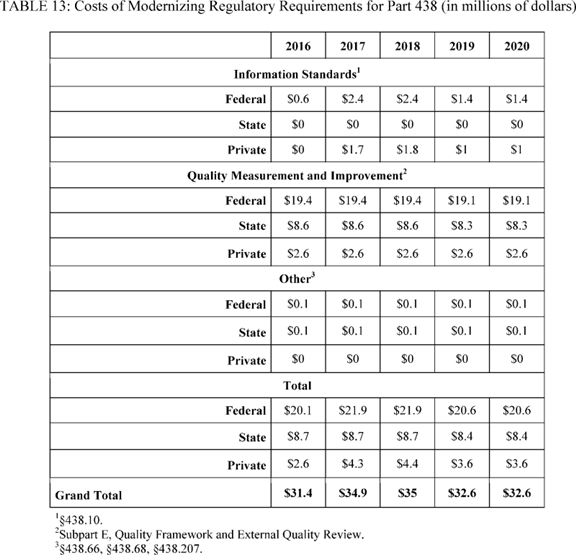 TABLE 13: Costs of Modernizing Regulatory Requirements for Part 438 (in millions of dollars)
2016 2017 2018 2019 2020
Information Standards¹
Federal $0.6 $2.4 $2.4 $1.4 $1.4
State $0 $0 $0 $0 $0
Private $0 $1.7 $1.8 $1 $1
Quality Measurement and Improvement²
Federal $19.4 $19.4 $19.4 $19.1 $19.1
State $8.6 $8.6 $8.6 $8.3 $8.3
Private $2.6 $2.6 $2.6 $2.6 $2.6
Other³
Federal $0.1 $0.1 $0.1 $0.1 $0.1
State $0.1 $0.1 $0.1 $0.1 $0.1
Private $0 $0 $0 $0 $0
Total
Federal $20.1 $21.9 $21.9 $20.6 $20.6
State $8.7 $8.7 $8.7 $8.4 $8.4
Private $2.6 $4.3 $4.4 $3.6 $3.6
Grand Total $31.4 $34.9 $35 $32.6 $32.6
¹§438.10.
²Subpart E, Quality Framework and External Quality Review.
³§438.66, §438.68, §438.207.